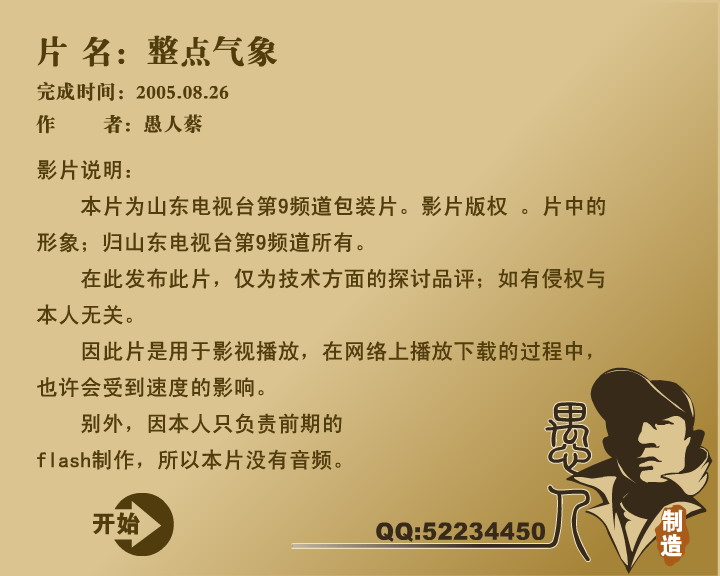 片 名：整点气象
完成时间：2005.08.26
作 者：愚人蔡
影片说明：
本片为山东电视台第9频道包装片。影片版权 。片中的
形象；归山东电视台第9频道所有。
在此发布此片，仅为技术方面的探讨品评；如有侵权与
本人无关。
因此片是用于影视播放，在网络上播放下载的过程中，
也许会受到速度的影响。
别外，因本人只负责前期的
flash制作，所以本片没有音频。
愚人
制造
开始
QQ:52234450